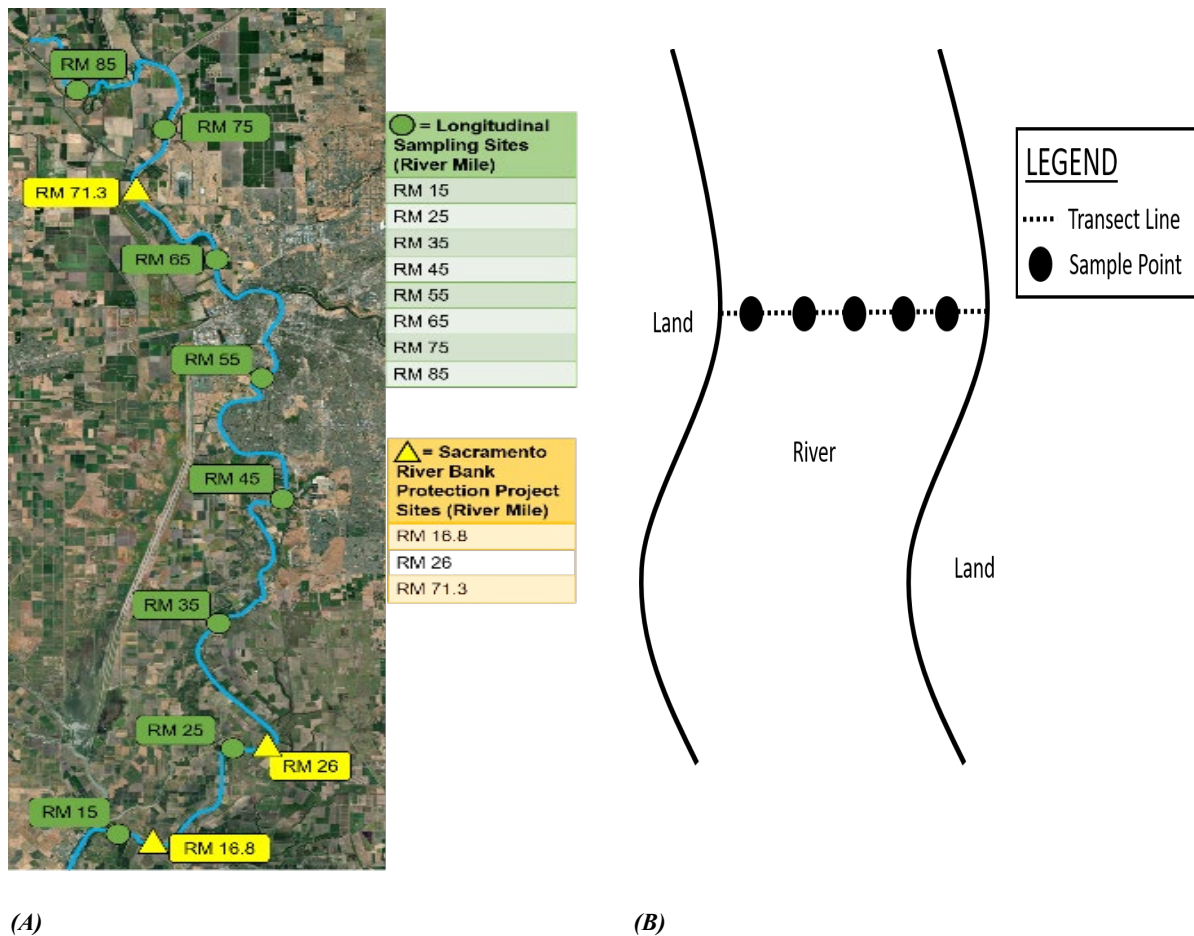 RM 85
RM 75
RM 71.3
RM 65
RM 55
RM 45
RM 35
RM 25
RM 26
RM 15
RM 16.8
= Longitudinal
Sampling Sites
(River Mile)
RM 15
RM 25
RM 35
RM 45
RM 55
RM 65
RM 75
RM 85
= Sacramento
River Bank
Protection Project
Sites (River Mile)
RM 16.8
RM 26
RM 71.3
(A)
LEGEND
Transect Line
Sample Point
Land
River
Land
(B)